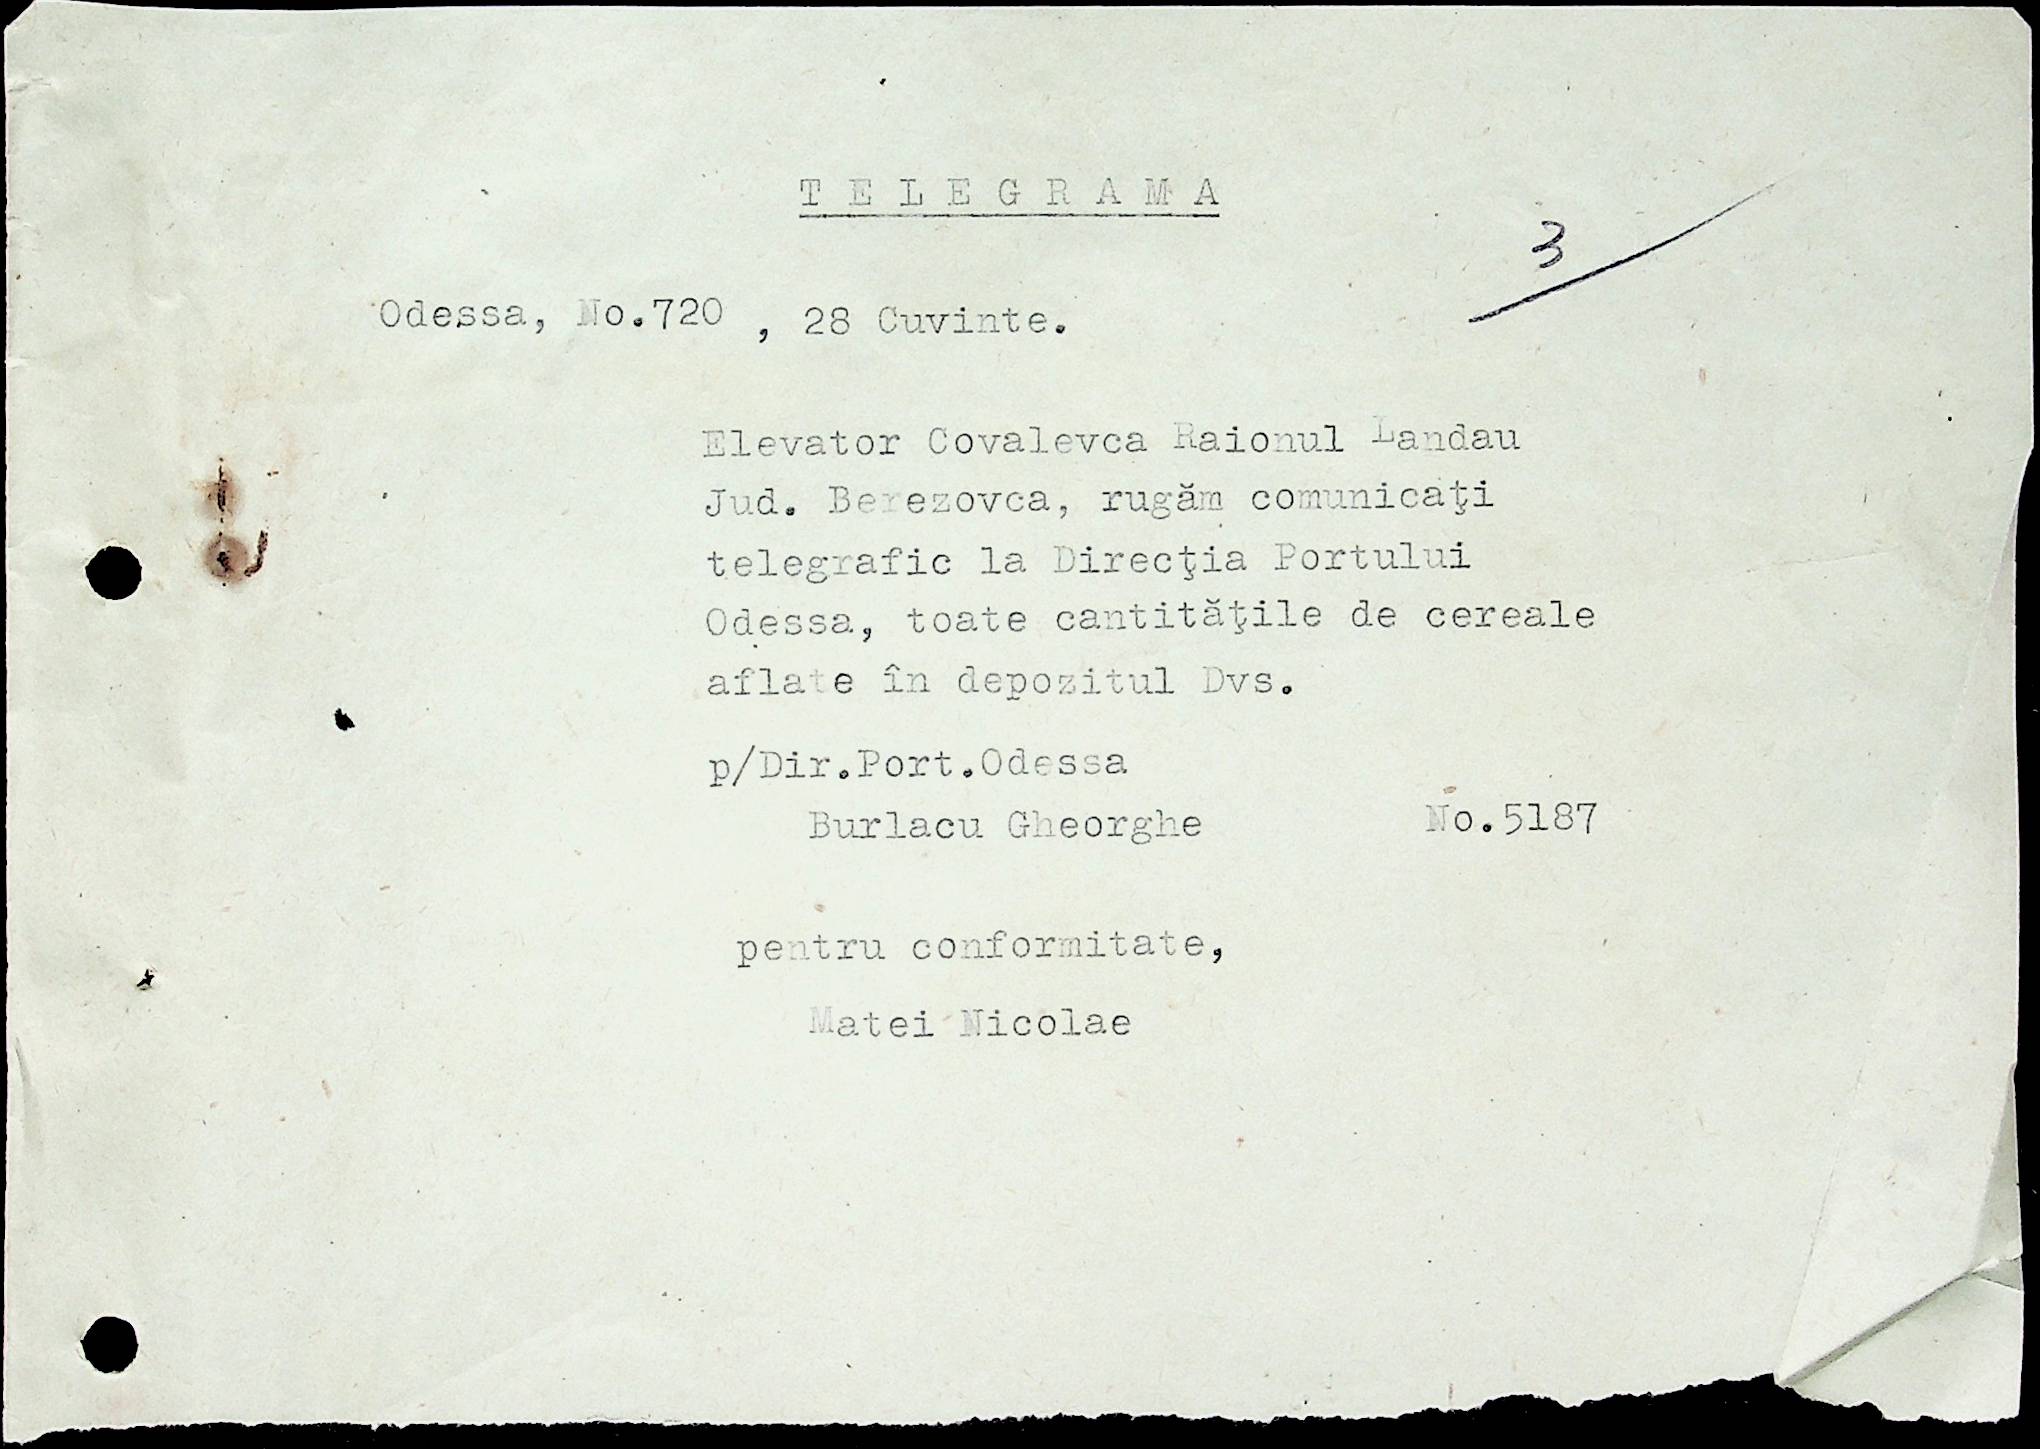 T E L E G R A M A
3
Odessa, No.720 , 28 Cuvinte.
Elevator Covalevca Raionul Landau
Jud. Berezovca, rugăm comunicaţi
telegrafic la Direcţia Portului
Odessa, toate cantităţile de cereale
aflate în depozitul Dvs.
p/Dir.Port.Odessa
Burlacu Gheorghe No.5187
pentru conformitate,
Matei Nicolae